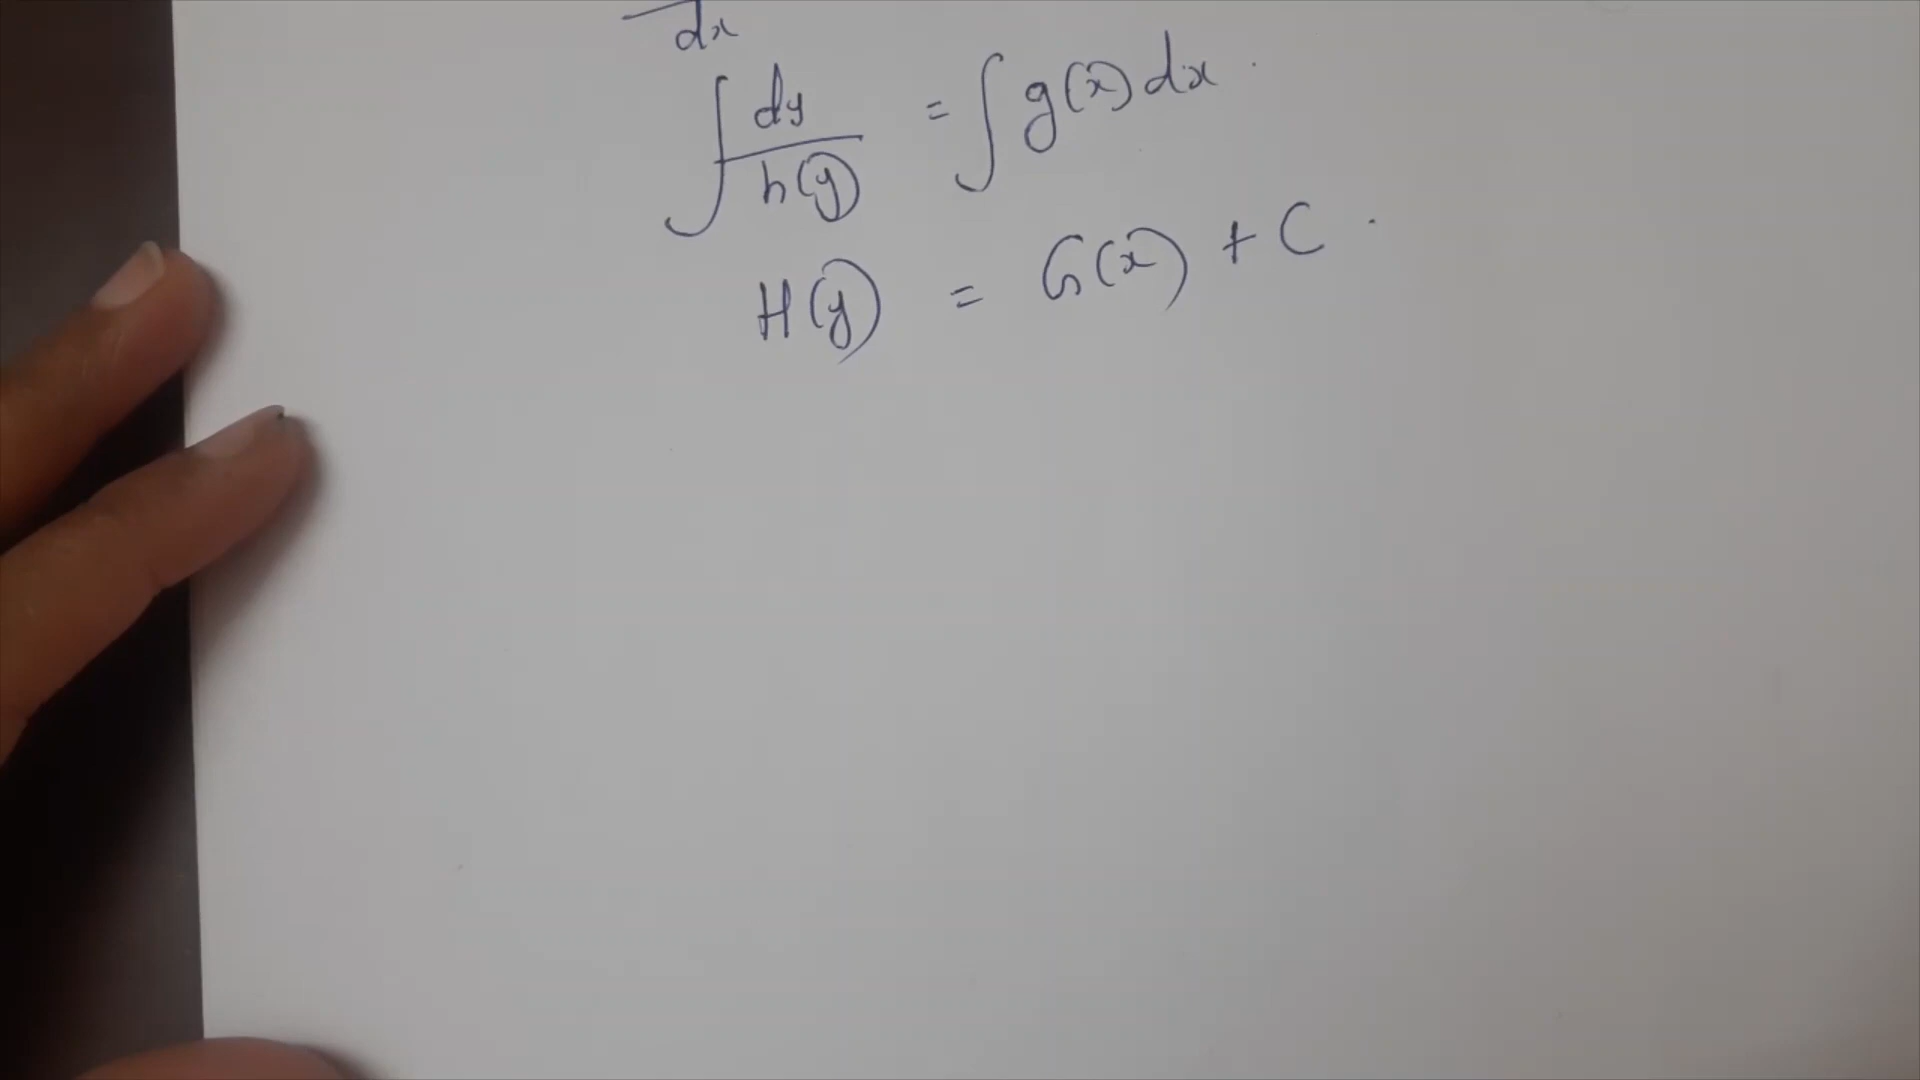 dx
∫ dy / h(y) = ∫ g(x) dx .
H(y) = G(x) + C .